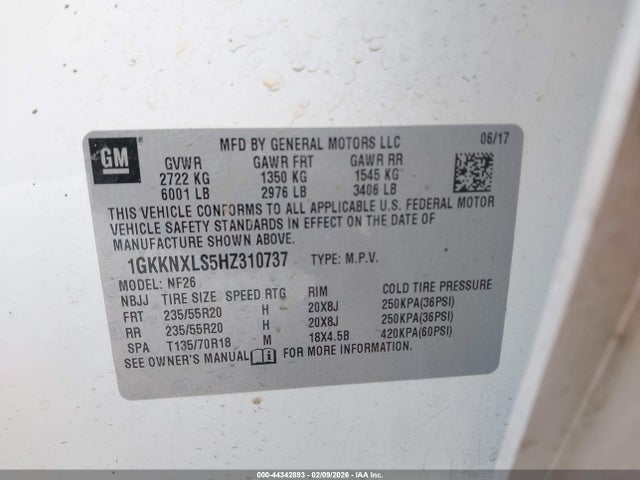 GM
MFD BY GENERAL MOTORS LLC 06/17
GVWR GAWR FRT GAWR RR
2722 KG 1350 KG 1545 KG
6001 LB 2976 LB 3406 LB
THIS VEHICLE CONFORMS TO ALL APPLICABLE U.S. FEDERAL MOTOR
VEHICLE SAFETY STANDARDS IN EFFECT ON THE DATE OF
MANUFACTURE SHOWN ABOVE.
1GKKNXLS5HZ310737 TYPE: M.P.V.
MODEL: NF26
NBJJ TIRE SIZE SPEED RTG RIM COLD TIRE PRESSURE
FRT 235/55R20 H 20X8J 250KPA(36PSI)
RR 235/55R20 H 20X8J 250KPA(36PSI)
SPA T135/70R18 M 18X4.5B 420KPA(60PSI)
SEE OWNER'S MANUAL FOR MORE INFORMATION.
000-44342893 - 02/09/2026 - IAA Inc.